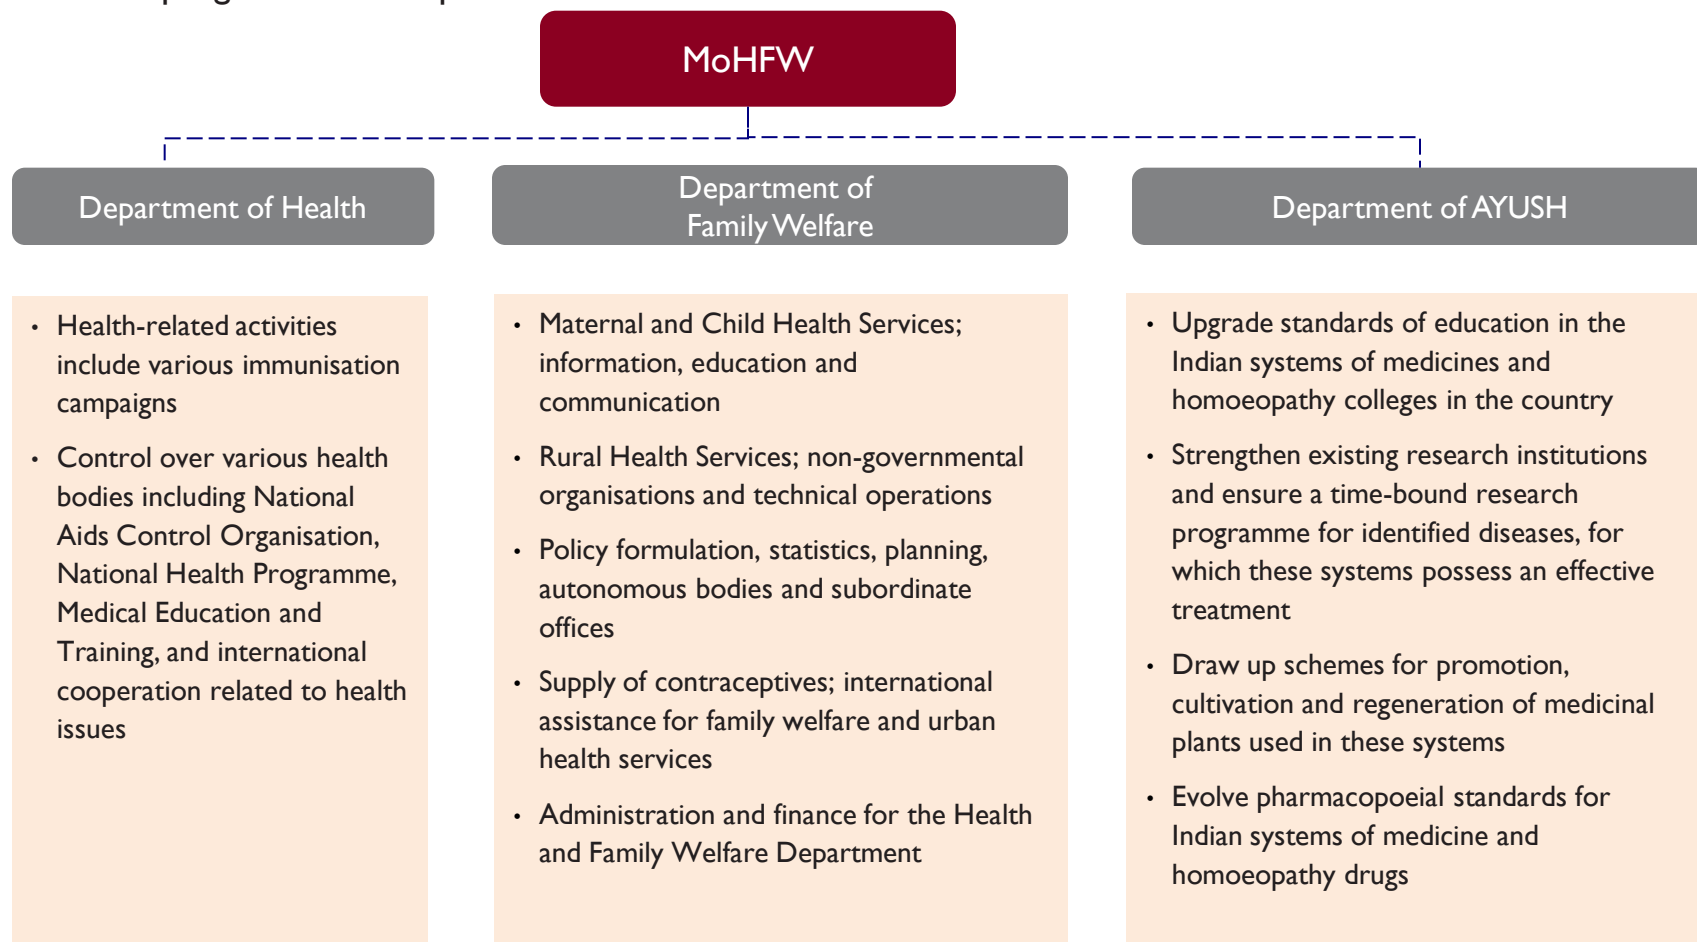 MoHFW
Department of Health
Department of
Family Welfare
Department of AYUSH
• Health-related activities
include various immunisation
campaigns
• Control over various health
bodies including National
Aids Control Organisation,
National Health Programme,
Medical Education and
Training, and international
cooperation related to health
issues
• Maternal and Child Health Services;
information, education and
communication
• Rural Health Services; non-governmental
organisations and technical operations
• Policy formulation, statistics, planning,
autonomous bodies and subordinate
offices
• Supply of contraceptives; international
assistance for family welfare and urban
health services
• Administration and finance for the Health
and Family Welfare Department
• Upgrade standards of education in the
Indian systems of medicines and
homoeopathy colleges in the country
• Strengthen existing research institutions
and ensure a time-bound research
programme for identified diseases, for
which these systems possess an effective
treatment
• Draw up schemes for promotion,
cultivation and regeneration of medicinal
plants used in these systems
• Evolve pharmacopoeial standards for
Indian systems of medicine and
homoeopathy drugs